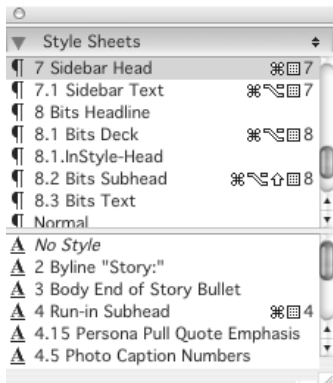 Style Sheets
¶ 7 Sidebar Head ⌘▦7
¶ 7.1 Sidebar Text ⌘⌥▦7
¶ 8 Bits Headline
¶ 8.1 Bits Deck ⌘⌥▦8
¶ 8.1.InStyle-Head
¶ 8.2 Bits Subhead ⌘⌥⇧▦8
¶ 8.3 Bits Text
¶ Normal
A No Style
A 2 Byline "Story:"
A 3 Body End of Story Bullet
A 4 Run-in Subhead ⌘▦4
A 4.15 Persona Pull Quote Emphasis
A 4.5 Photo Caption Numbers